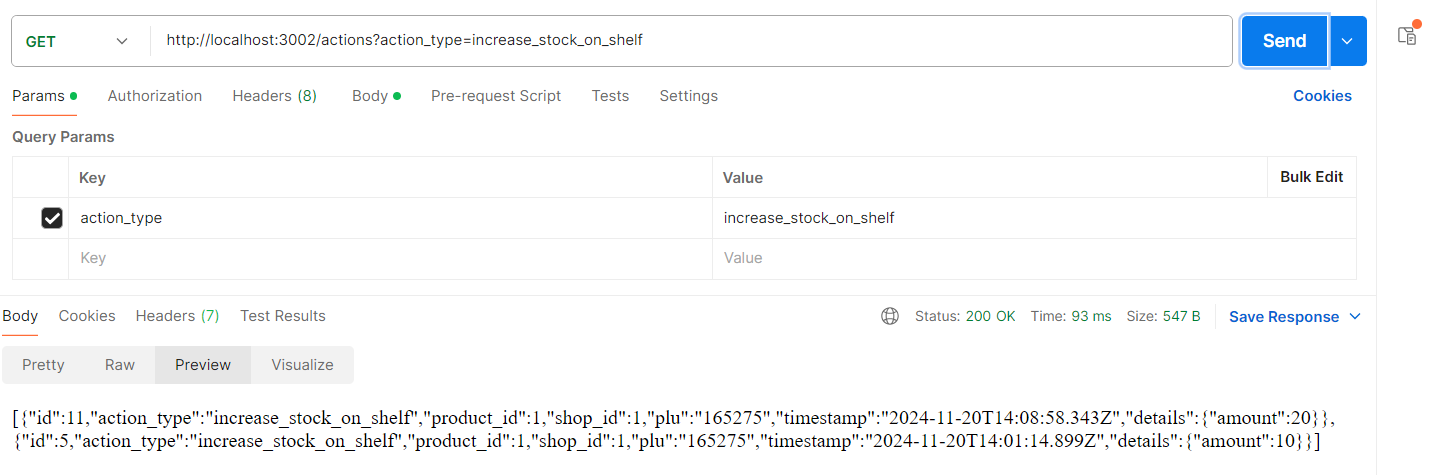 GET http://localhost:3002/actions?action_type=increase_stock_on_shelf Send
Params Authorization Headers (8) Body Pre-request Script Tests Settings Cookies
Query Params
Key Value Bulk Edit
action_type increase_stock_on_shelf
Key Value
Body Cookies Headers (7) Test Results Status: 200 OK Time: 93 ms Size: 547 B Save Response
Pretty Raw Preview Visualize
[{"id":11,"action_type":"increase_stock_on_shelf","product_id":1,"shop_id":1,"plu":"165275","timestamp":"2024-11-20T14:08:58.343Z","details":{"amount":20}},
{"id":5,"action_type":"increase_stock_on_shelf","product_id":1,"shop_id":1,"plu":"165275","timestamp":"2024-11-20T14:01:14.899Z","details":{"amount":10}}]